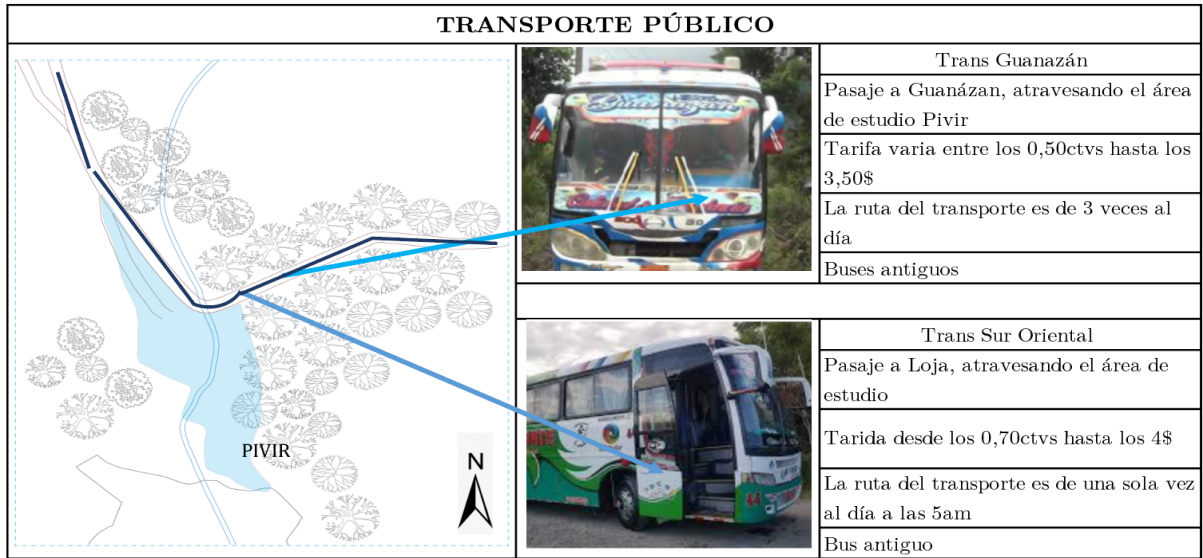 TRANSPORTE PÚBLICO
PIVIR
N
Guanazán
Trans Guanazán
Pasaje a Guanázan, atravesando el área
de estudio Pivir
Tarifa varia entre los 0,50ctvs hasta los
3,50$
La ruta del transporte es de 3 veces al
día
Buses antiguos
44
Trans Sur Oriental
Pasaje a Loja, atravesando el área de
estudio
Tarida desde los 0,70ctvs hasta los 4$
La ruta del transporte es de una sola vez
al día a las 5am
Bus antiguo